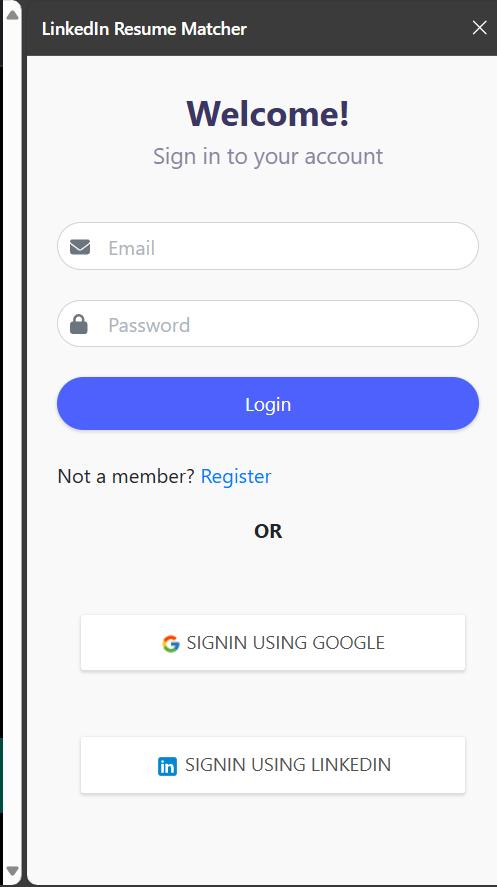 LinkedIn Resume Matcher
Welcome!
Sign in to your account
Email
Password
Login
Not a member? Register
OR
SIGNIN USING GOOGLE
in SIGNIN USING LINKEDIN